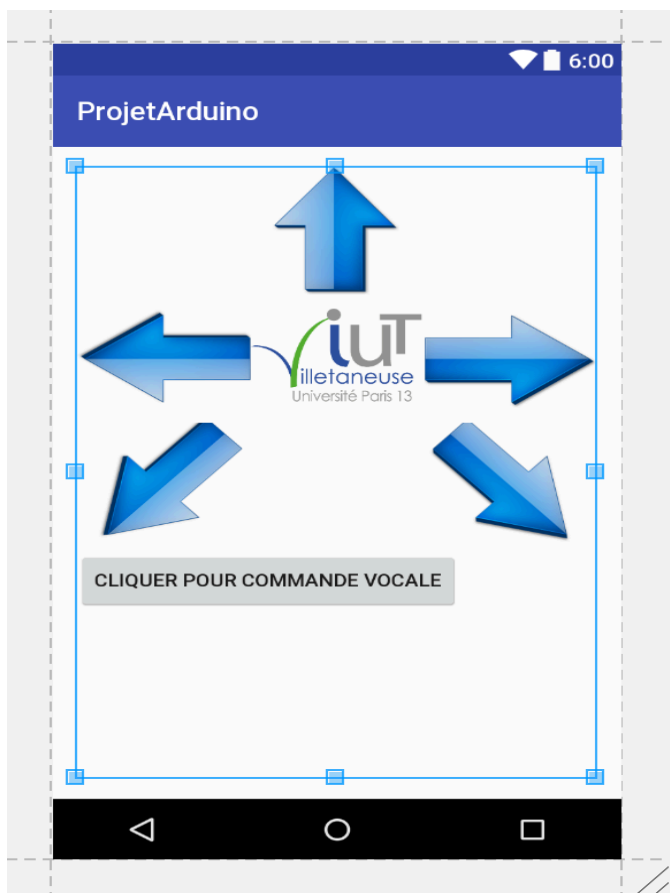 6:00
ProjetArduino
iUT
Villetaneuse
Université Paris 13
CLIQUER POUR COMMANDE VOCALE